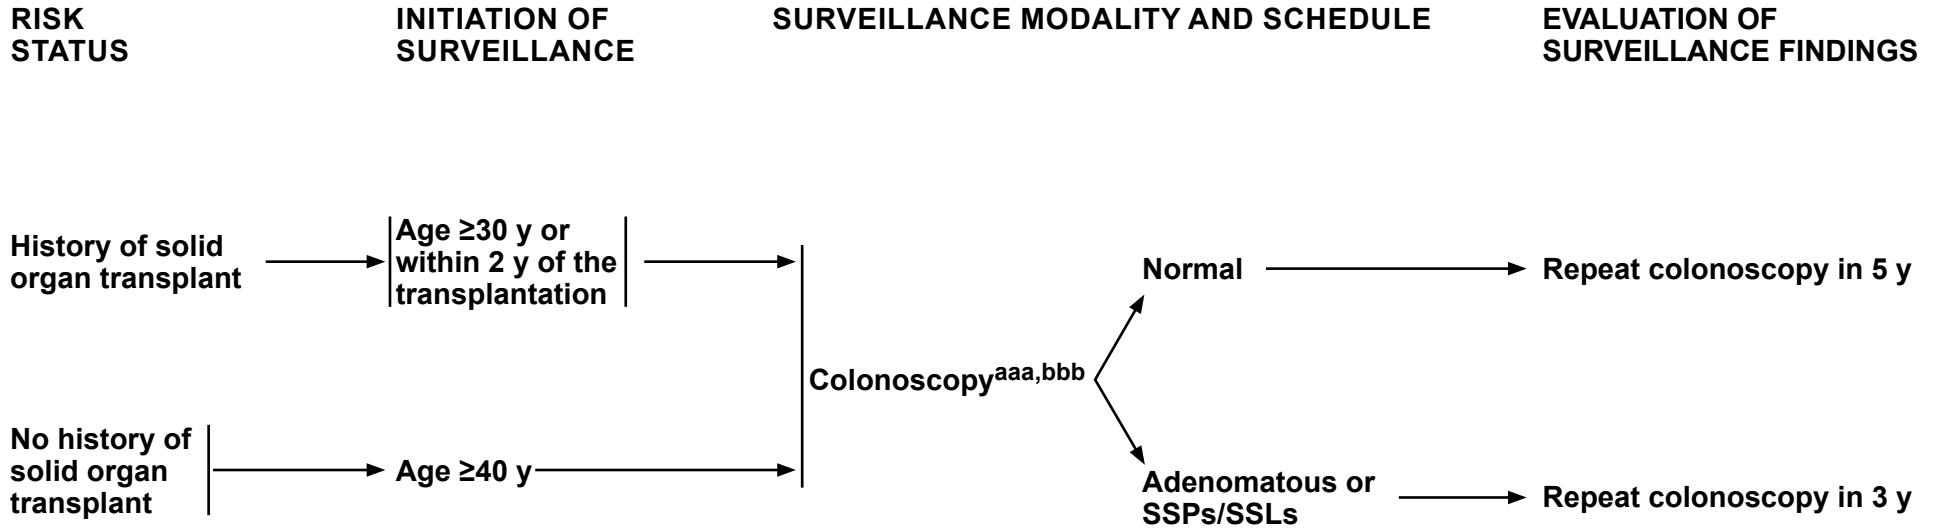 RISK
STATUS
INITIATION OF
SURVEILLANCE
SURVEILLANCE MODALITY AND SCHEDULE
EVALUATION OF
SURVEILLANCE FINDINGS
History of solid
organ transplant
Age ≥30 y or
within 2 y of the
transplantation
Normal
Repeat colonoscopy in 5 y
Colonoscopyaaa,bbb
No history of
solid organ
transplant
Age ≥40 y
Adenomatous or
SSPs/SSLs
Repeat colonoscopy in 3 y